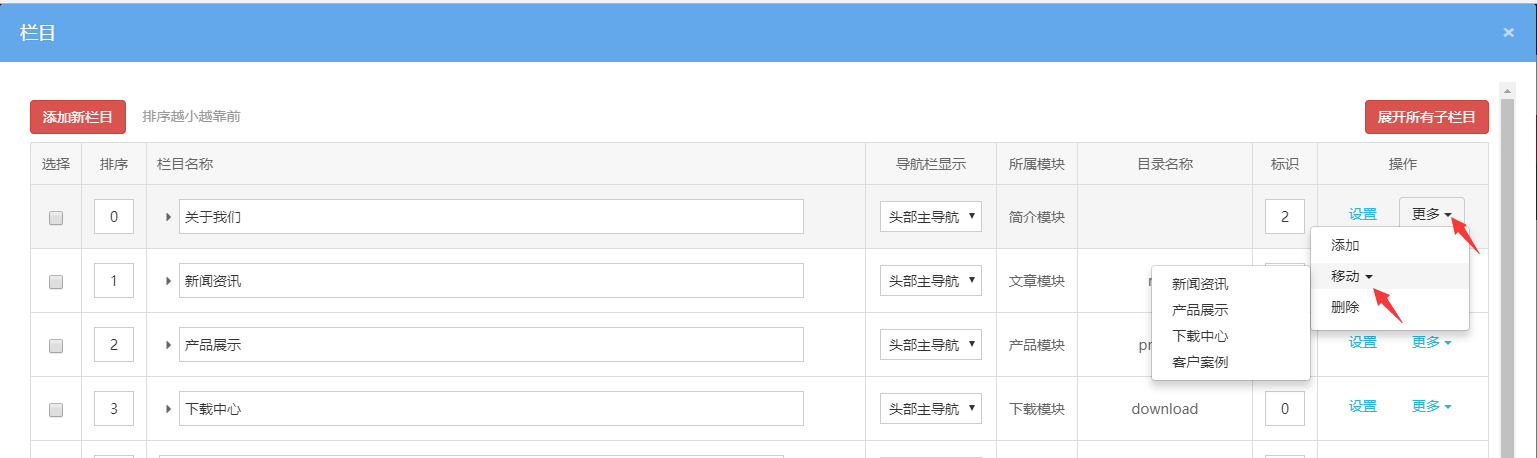 栏目 ×
添加新栏目 排序越小越靠前 展开所有子栏目
选择 排序 栏目名称 导航栏显示 所属模块 目录名称 标识 操作
0 关于我们 头部主导航 简介模块 2 设置 更多
添加
移动
删除
1 新闻资讯 头部主导航 文章模块
新闻资讯
产品展示
下载中心
客户案例
2 产品展示 头部主导航 产品模块 设置 更多
3 下载中心 头部主导航 下载模块 download 0 设置 更多